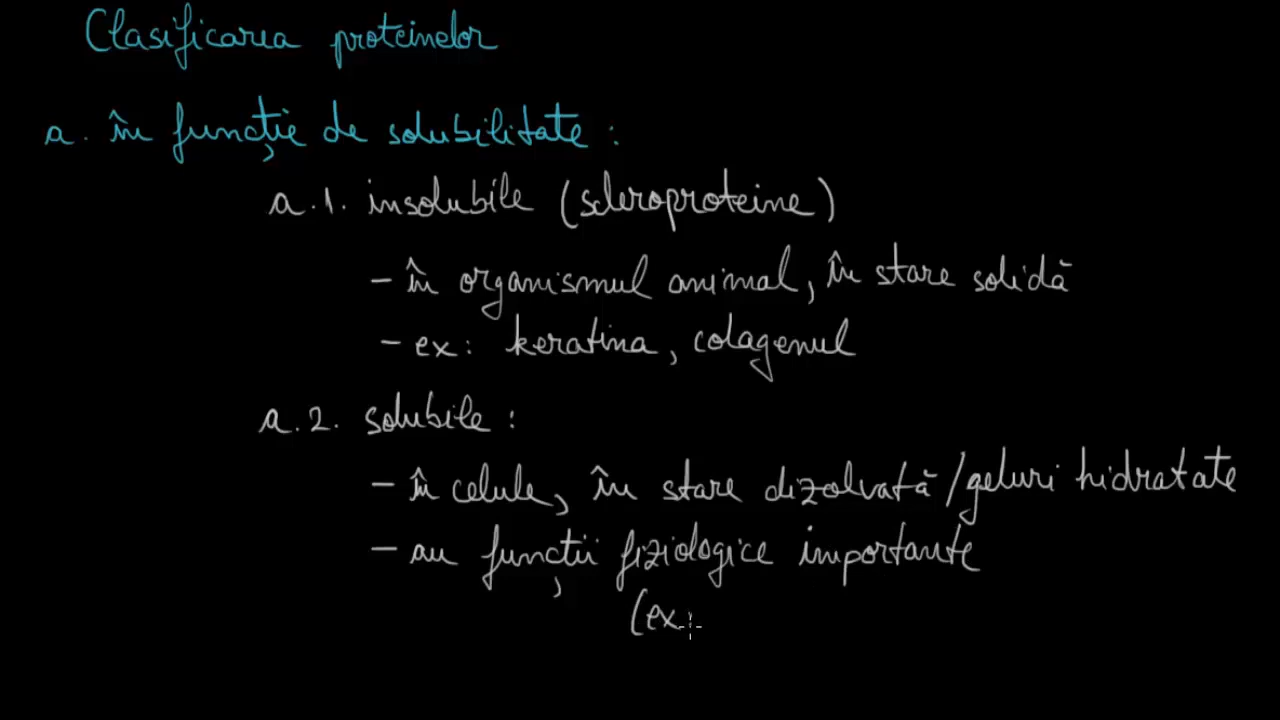 Clasificarea proteinelor
a. în funcție de solubilitate :
a.1. insolubile (scleroproteine)
- în organismul animal, în stare solidă
- ex: keratina, colagenul
a.2. solubile :
- în celule, în stare dizolvată/geluri hidratate
- au funcții fiziologice importante
(ex.